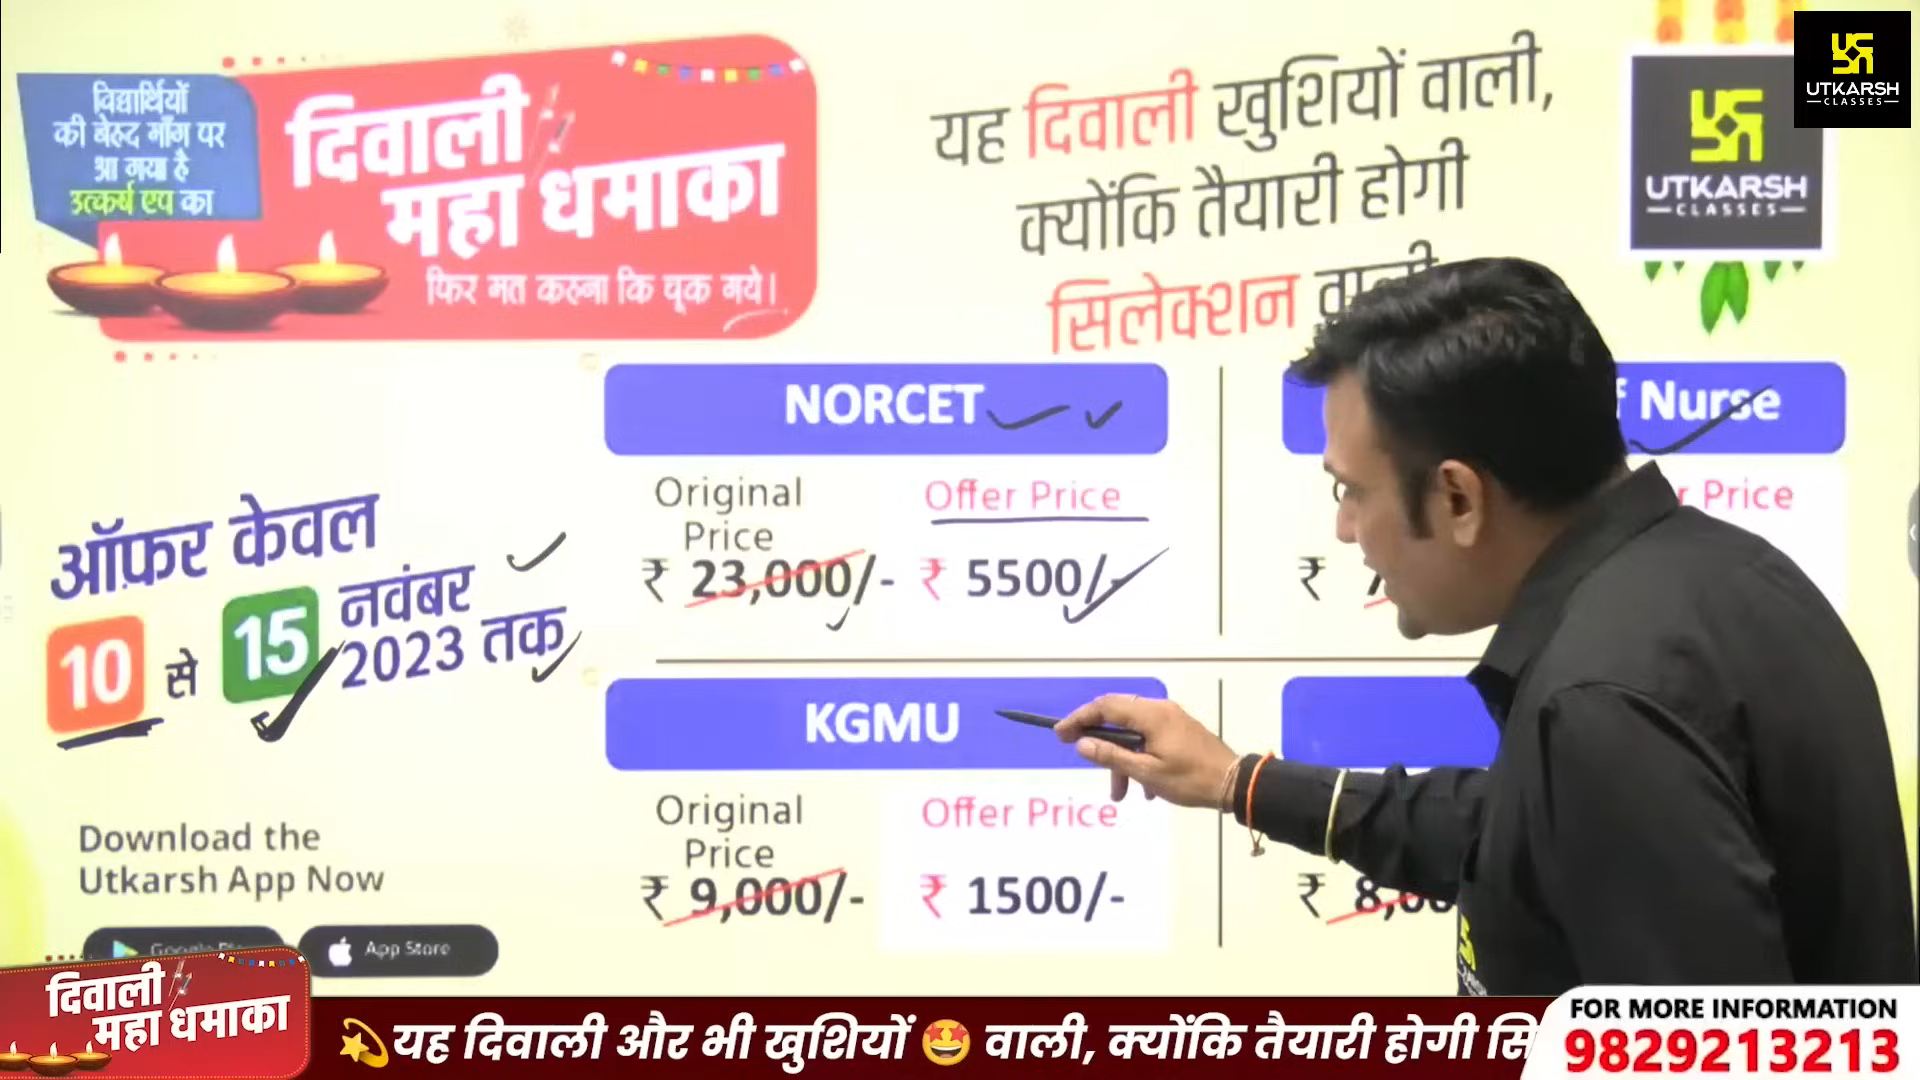 विद्यार्थियों
की बेहद माँग पर
आ गया है
उत्कर्ष एप का
दिवाली
महा धमाका
फिर मत कहना कि चूक गये।
यह दिवाली खुशियों वाली,
क्योंकि तैयारी होगी
सिलेक्शन वाली
UTKARSH
CLASSES
UTKARSH
CLASSES
ऑफ़र केवल
10 से 15 नवंबर
2023 तक
Download the
Utkarsh App Now
App Store
NORCET
Original
Price
₹ 23,000/-
Offer Price
₹ 5500/-
Nurse
Price
₹
KGMU
Original
Price
₹ 9,000/-
Offer Price
₹ 1500/-
₹
दिवाली
महा धमाका
यह दिवाली और भी खुशियों 🤩 वाली, क्योंकि तैयारी होगी
FOR MORE INFORMATION
9829213213